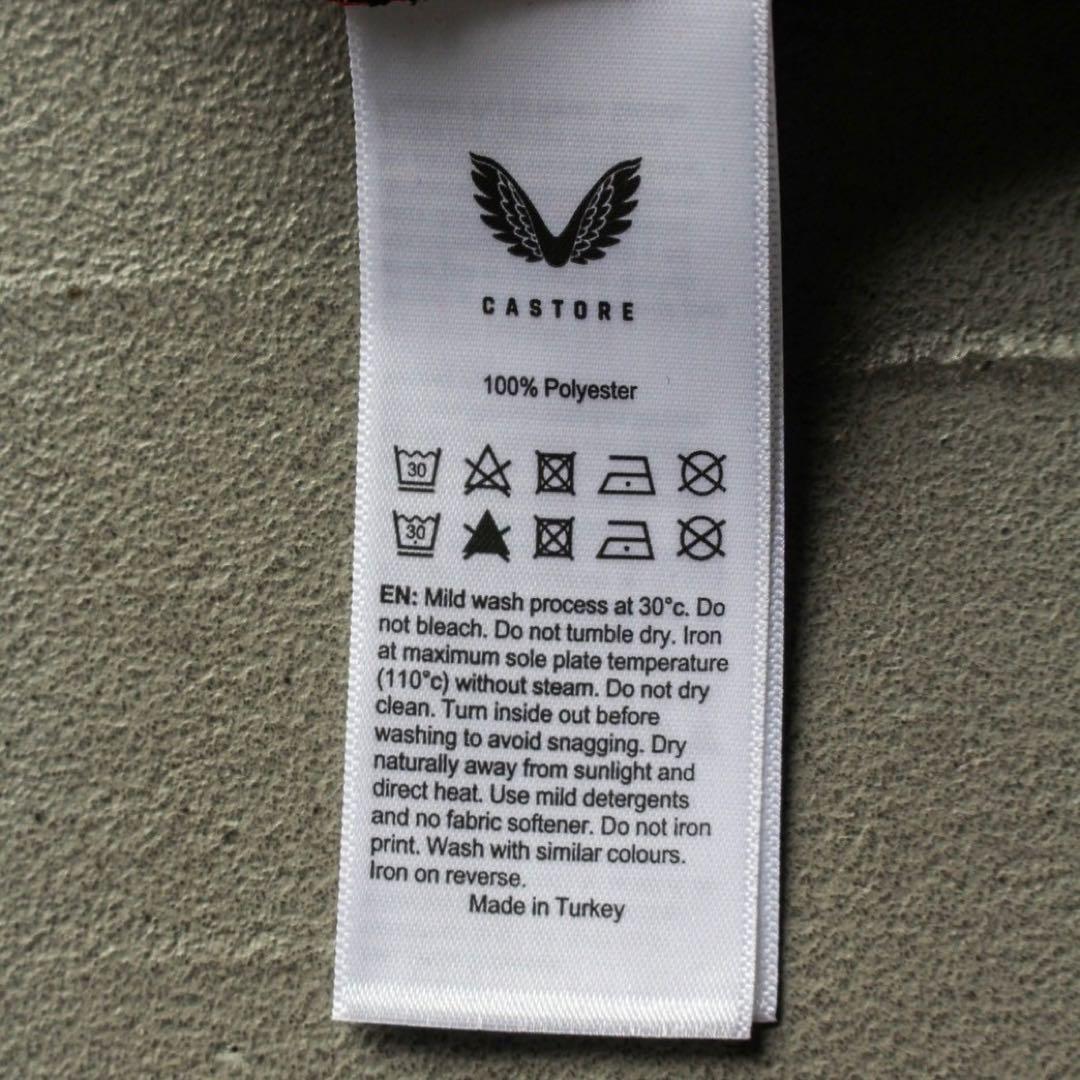 CASTORE
100% Polyester
30
30
EN: Mild wash process at 30°c. Do
not bleach. Do not tumble dry. Iron
at maximum sole plate temperature
(110°c) without steam. Do not dry
clean. Turn inside out before
washing to avoid snagging. Dry
naturally away from sunlight and
direct heat. Use mild detergents
and no fabric softener. Do not iron
print. Wash with similar colours.
Iron on reverse.
Made in Turkey